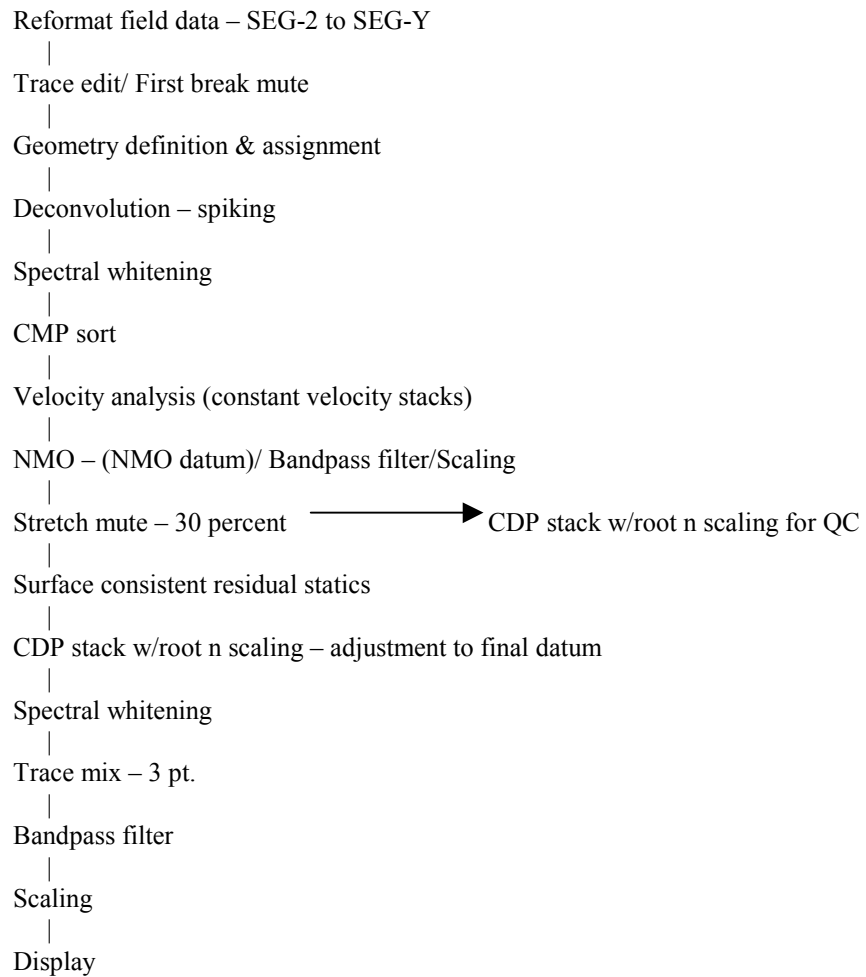 Reformat field data – SEG-2 to SEG-Y
Trace edit/ First break mute
Geometry definition & assignment
Deconvolution – spiking
Spectral whitening
CMP sort
Velocity analysis (constant velocity stacks)
NMO – (NMO datum)/ Bandpass filter/Scaling
Stretch mute – 30 percent CDP stack w/root n scaling for QC
Surface consistent residual statics
CDP stack w/root n scaling – adjustment to final datum
Spectral whitening
Trace mix – 3 pt.
Bandpass filter
Scaling
Display